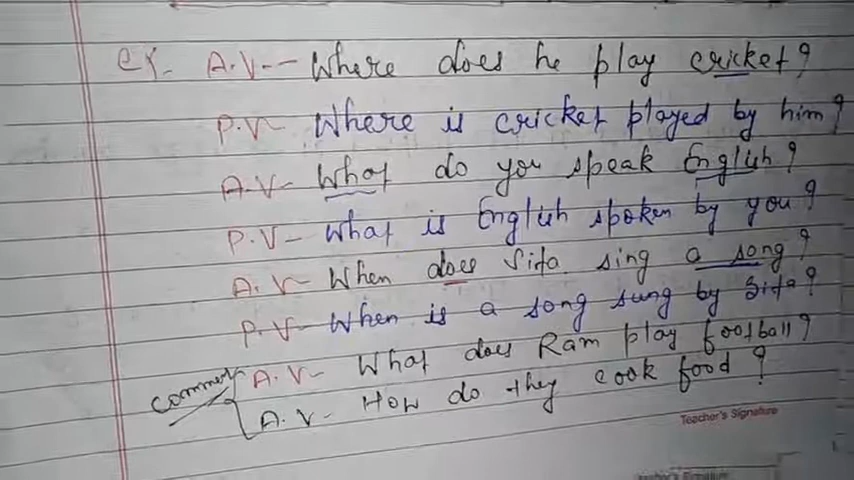 ex- A.V-- Where does he play cricket?
P.V- Where is cricket played by him?
A.V- What do you speak English?
P.V- What is English spoken by you?
A.V- When does Sita sing a song?
P.V- When is a song sung by Sita?
A.V- What does Ram play football?
comment
A.V- How do they cook food?
Teacher's Signature
Teacher's Signature